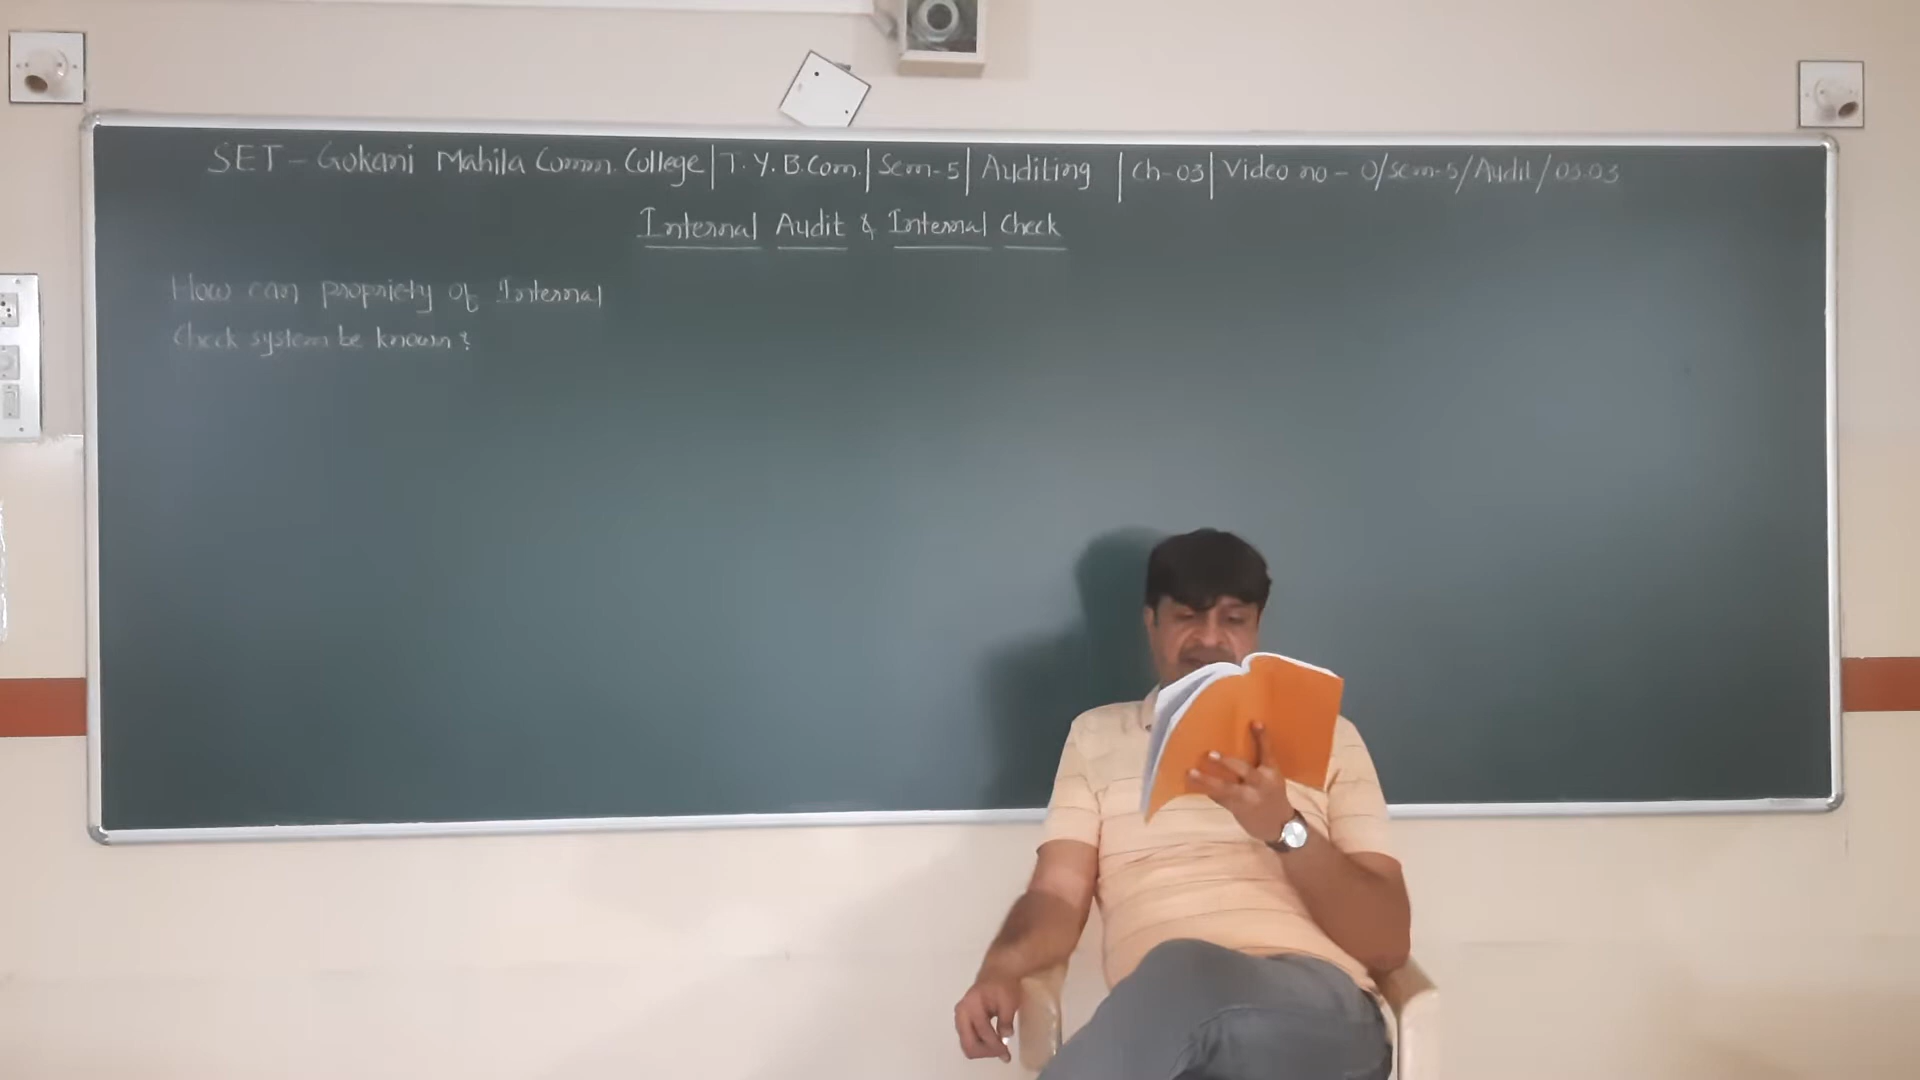 SET - Gokani Mahila Comm. College | T. Y. B.Com. | Sem-5 | Auditing | Ch-03 | Video no - 0/sem-5/Audit/03.03
Internal Audit & Internal Check
How can propriety of Internal
Check system be known?